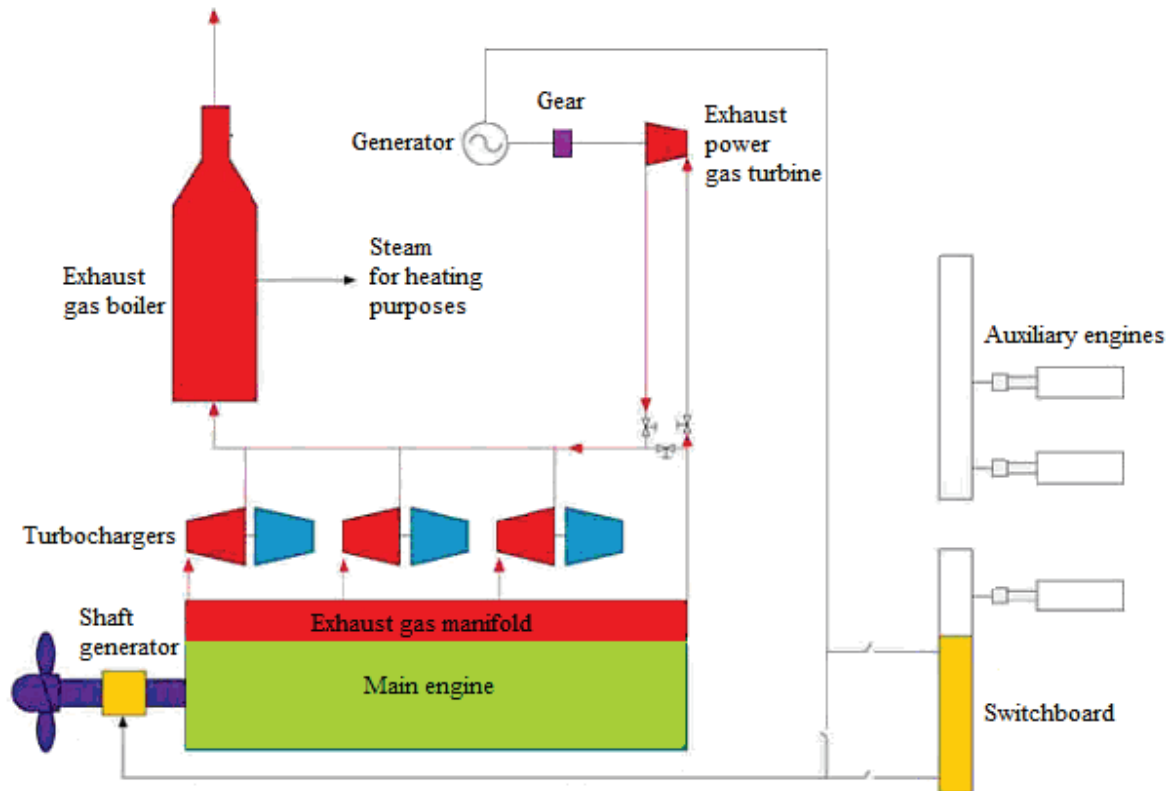 Gear
Generator
Exhaust
power
gas turbine
Exhaust
gas boiler
Steam
for heating
purposes
Auxiliary engines
Turbochargers
Shaft
generator
Exhaust gas manifold
Main engine
Switchboard